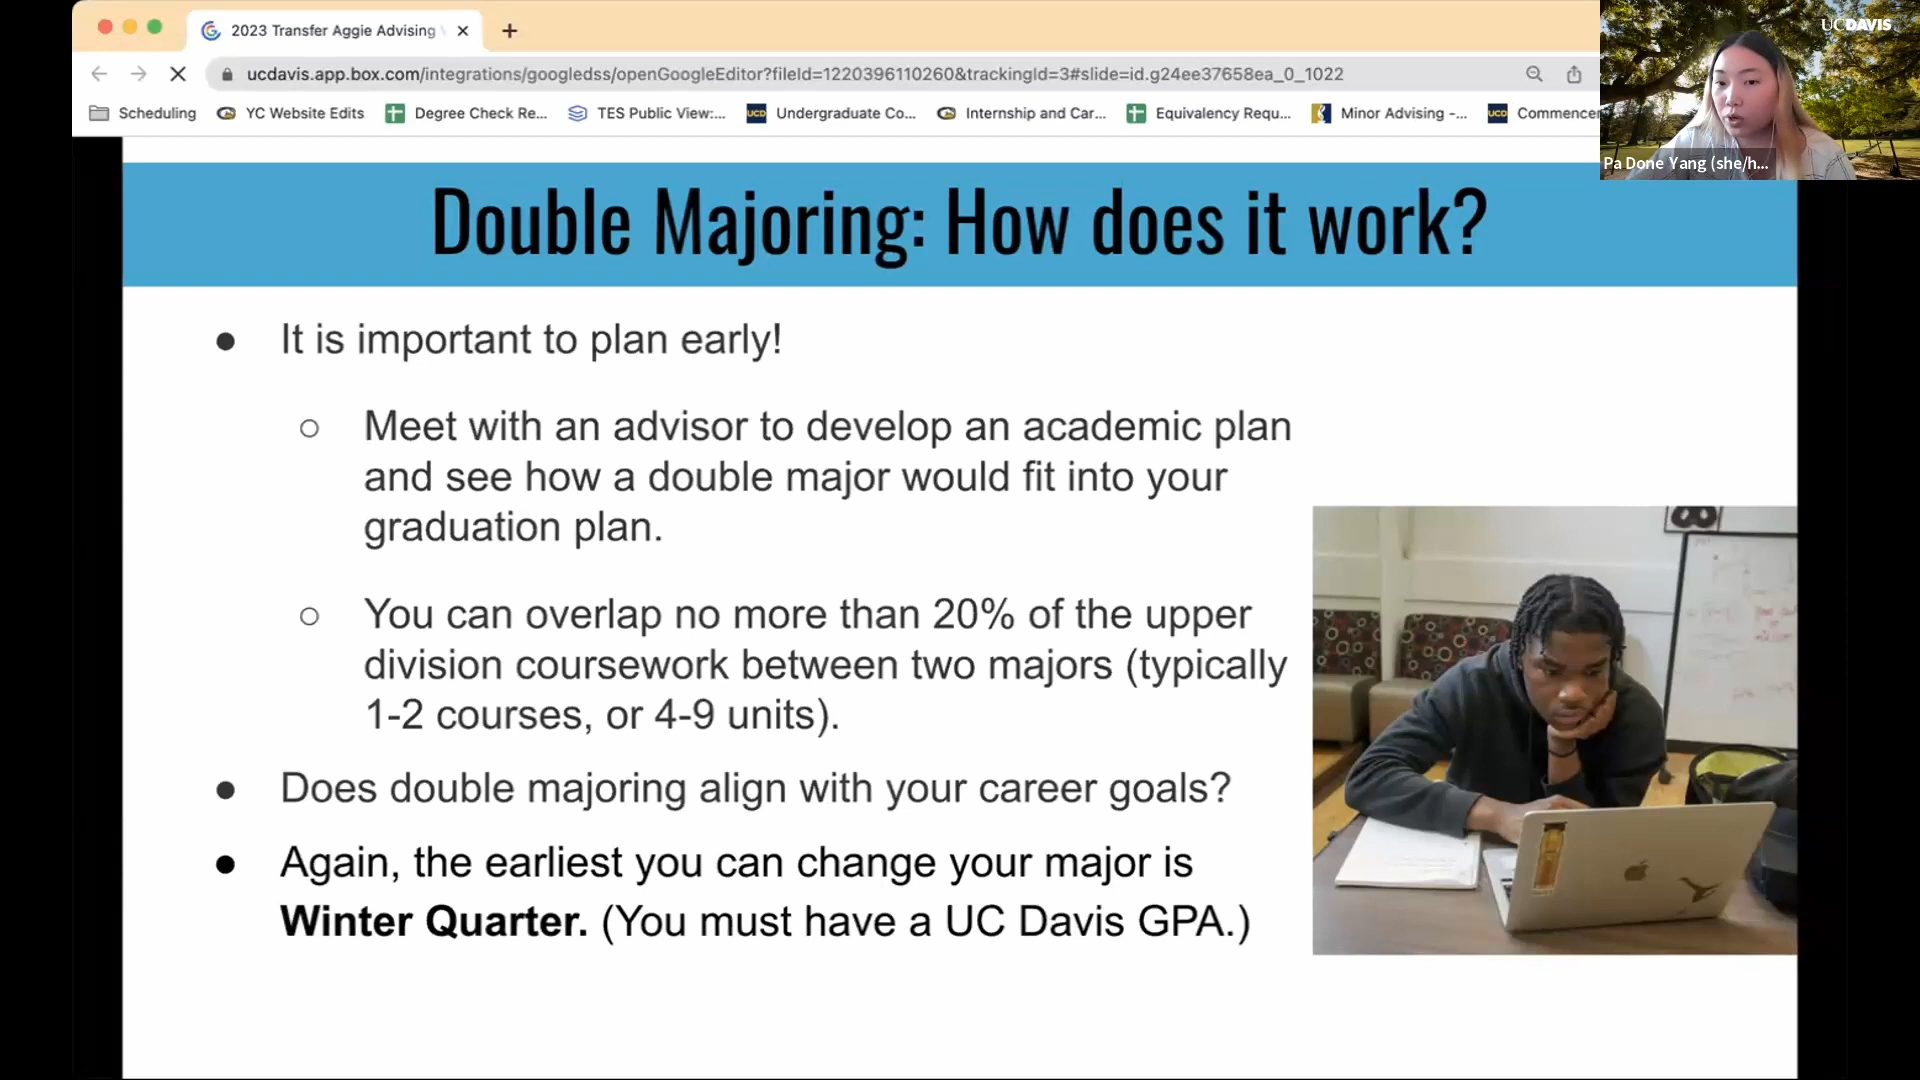 2023 Transfer Aggie Advising
ucdavis.app.box.com/integrations/googledss/openGoogleEditor?fileId=1220396110260&trackingId=3#slide=id.g24ee37658ea_0_1022
Scheduling YC Website Edits Degree Check Re... TES Public View:... UCD Undergraduate Co... Internship and Car... Equivalency Requ... Minor Advising -... UCD Commence
UCDAVIS
Pa Done Yang (she/h...
Double Majoring: How does it work?
● It is important to plan early!
○ Meet with an advisor to develop an academic plan
and see how a double major would fit into your
graduation plan.
○ You can overlap no more than 20% of the upper
division coursework between two majors (typically
1-2 courses, or 4-9 units).
● Does double majoring align with your career goals?
● Again, the earliest you can change your major is
Winter Quarter. (You must have a UC Davis GPA.)